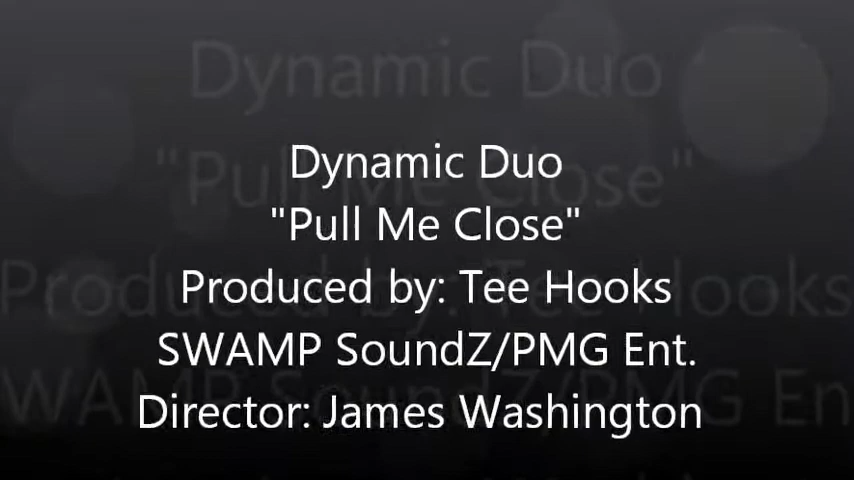 Dynamic Duo
"Pull Me Close"
Produced by: Tee Hooks
SWAMP SoundZ/PMG Ent.
Director: James Washington